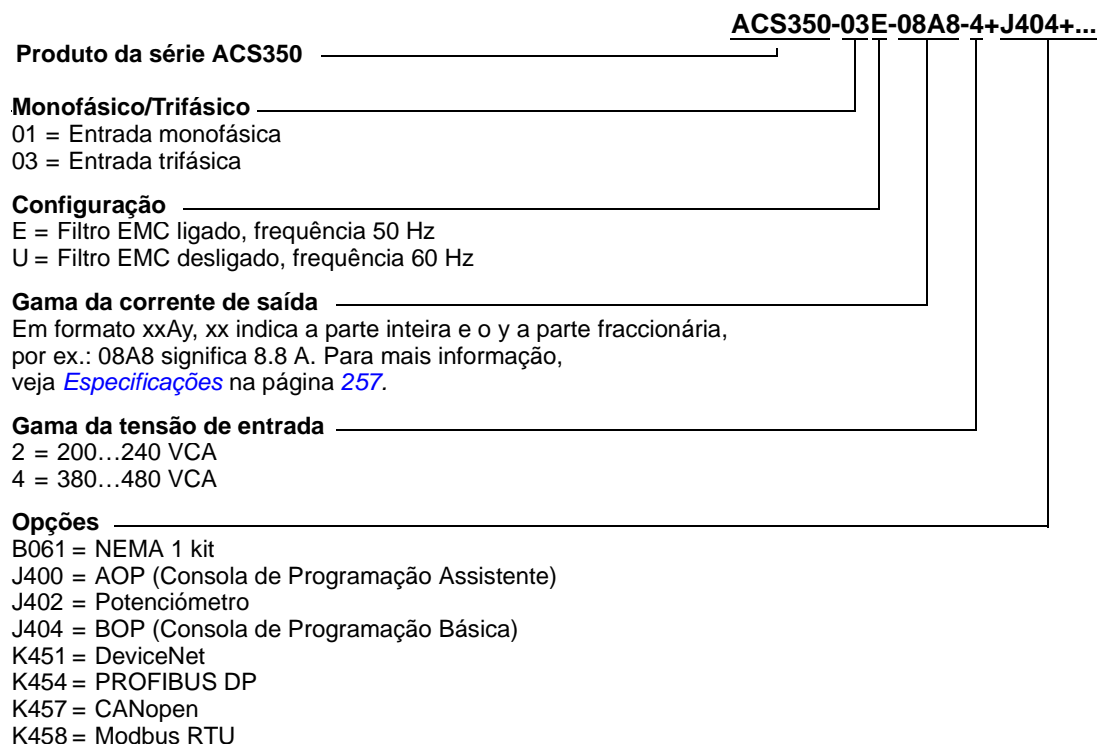 ACS350-03E-08A8-4+J404+...
Produto da série ACS350
Monofásico/Trifásico
01 = Entrada monofásica
03 = Entrada trifásica
Configuração
E = Filtro EMC ligado, frequência 50 Hz
U = Filtro EMC desligado, frequência 60 Hz
Gama da corrente de saída
Em formato xxAy, xx indica a parte inteira e o y a parte fraccionária,
por ex.: 08A8 significa 8.8 A. Para mais informação,
veja Especificações na página 257.
Gama da tensão de entrada
2 = 200…240 VCA
4 = 380…480 VCA
Opções
B061 = NEMA 1 kit
J400 = AOP (Consola de Programação Assistente)
J402 = Potenciómetro
J404 = BOP (Consola de Programação Básica)
K451 = DeviceNet
K454 = PROFIBUS DP
K457 = CANopen
K458 = Modbus RTU